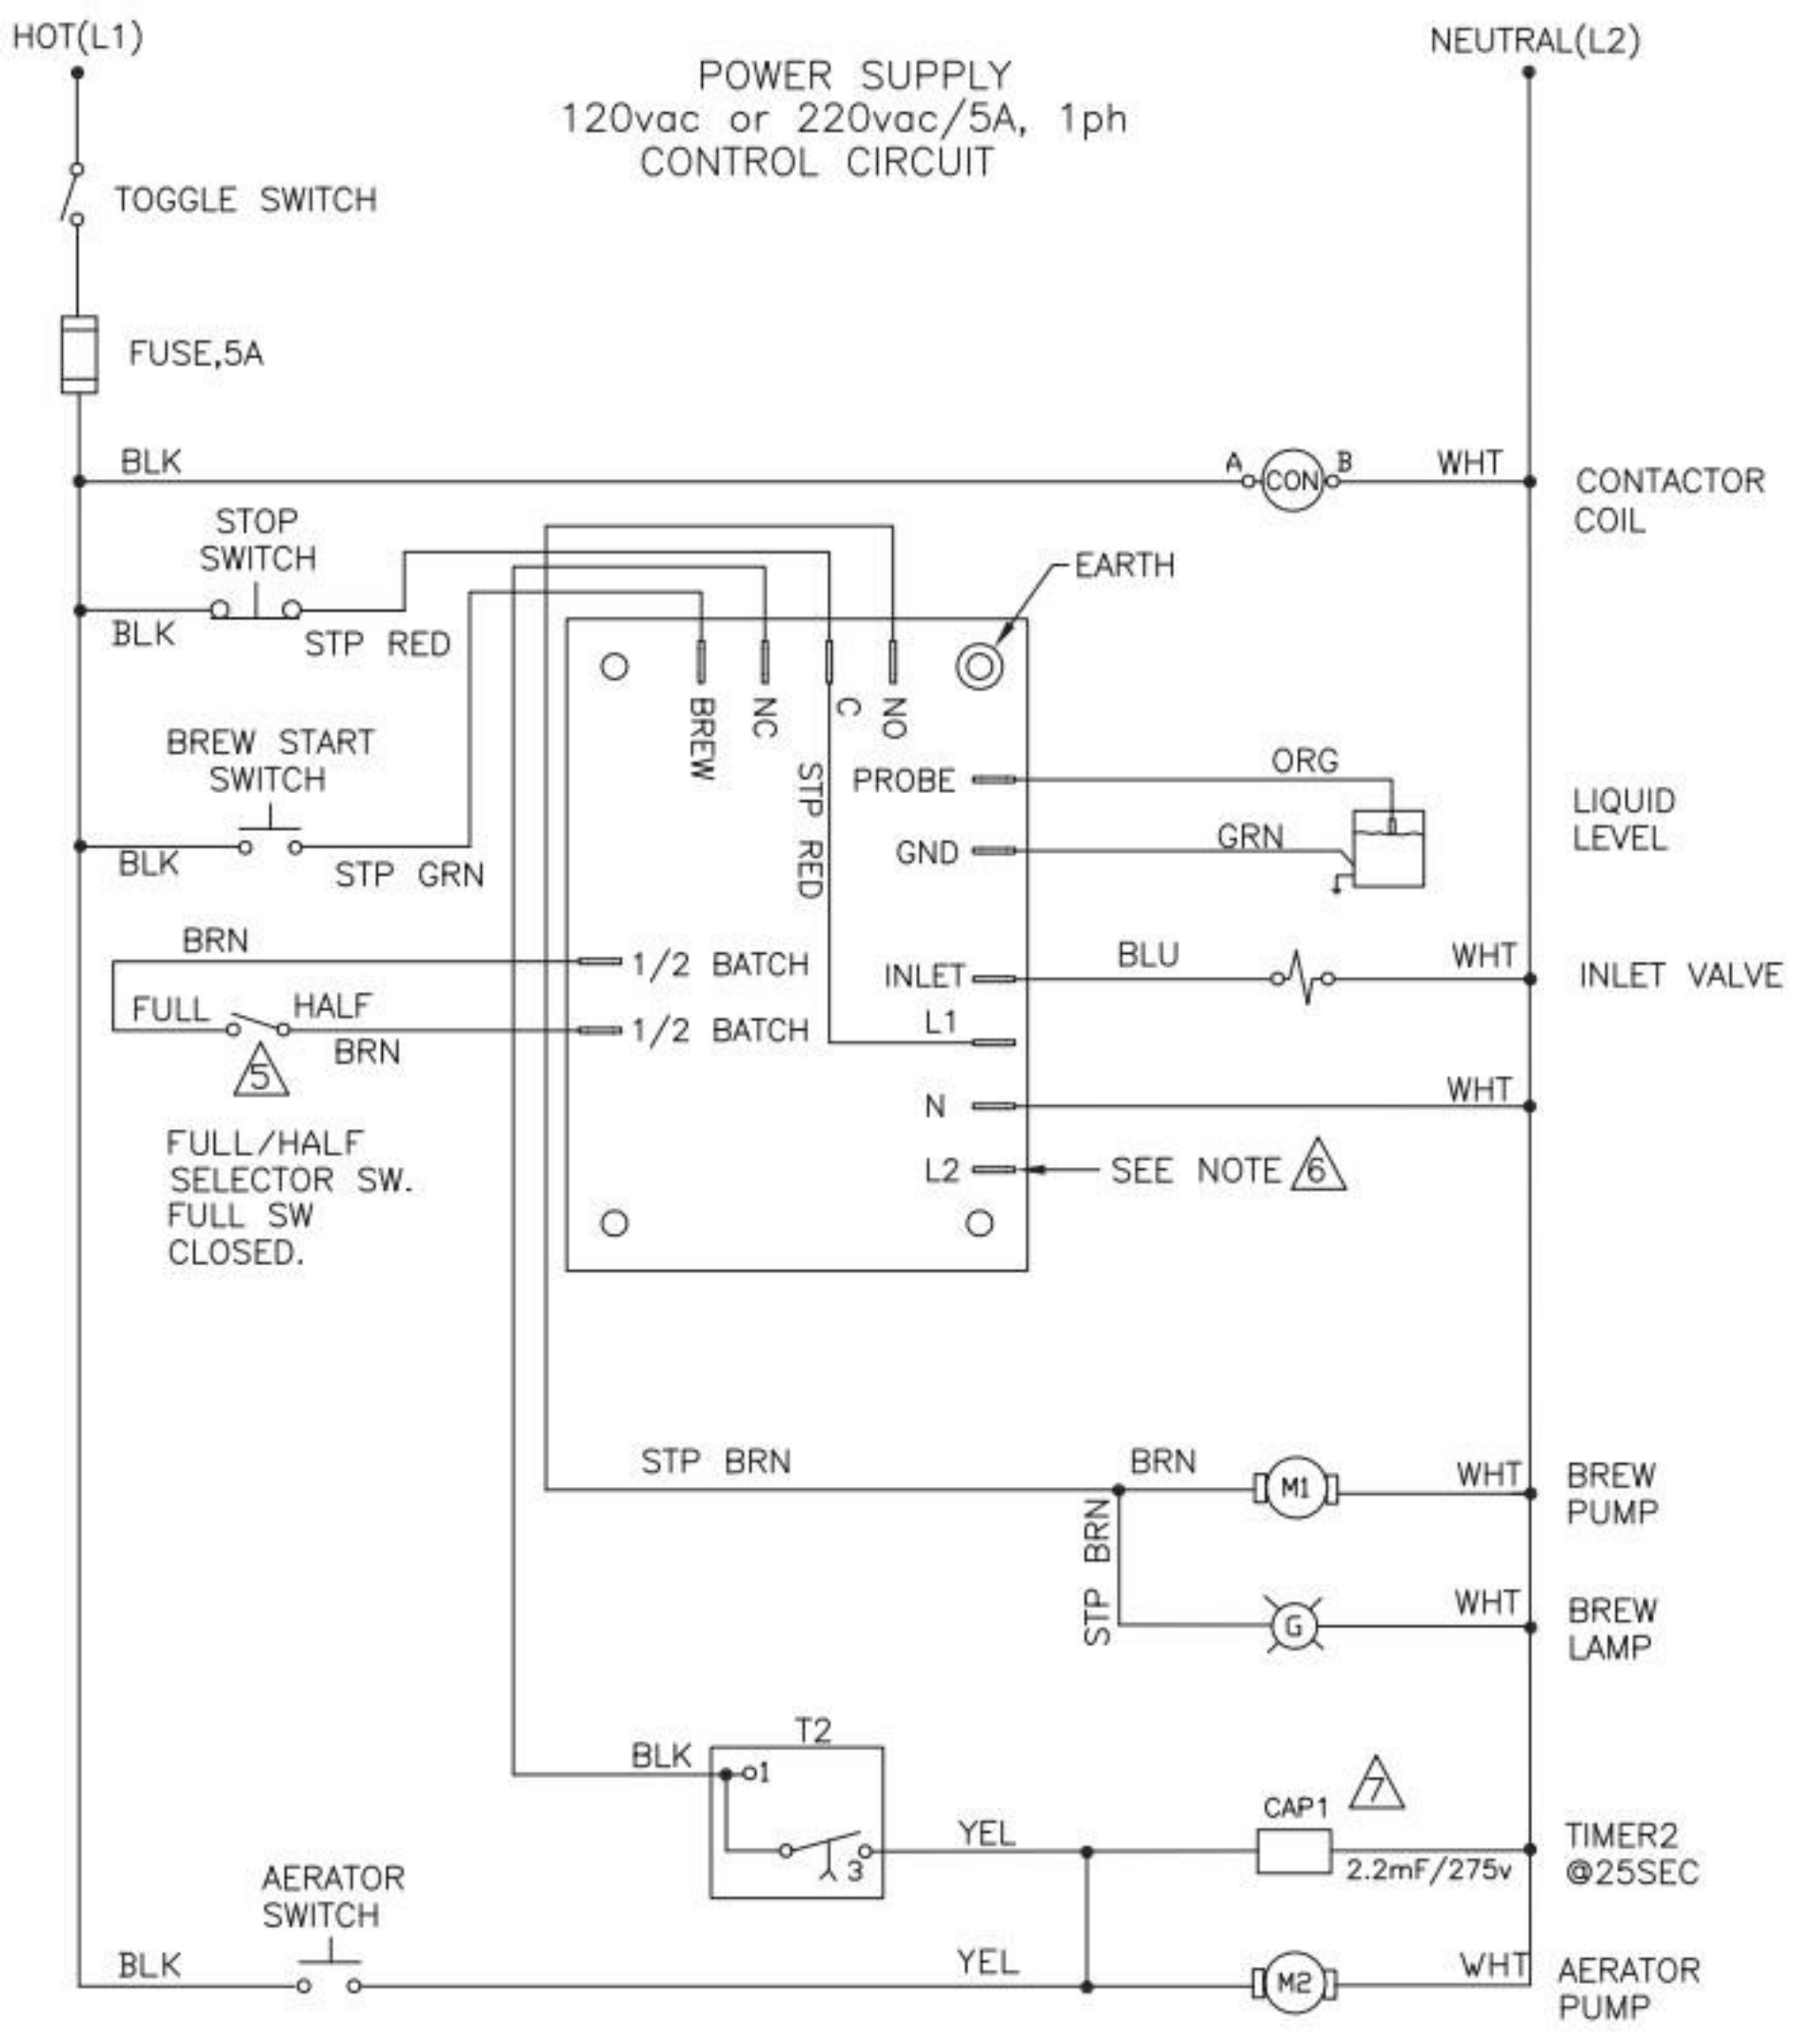 HOT(L1)
NEUTRAL(L2)
POWER SUPPLY
120vac or 220vac/5A, 1ph
CONTROL CIRCUIT
TOGGLE SWITCH
FUSE,5A
BLK
A
CON
B
WHT
CONTACTOR
COIL
STOP
SWITCH
BLK
STP RED
EARTH
BREW
NC
C
NO
STP RED
BREW START
SWITCH
BLK
STP GRN
PROBE
ORG
GND
GRN
LIQUID
LEVEL
BRN
1/2 BATCH
FULL
HALF
BRN
1/2 BATCH
5
FULL/HALF
SELECTOR SW.
FULL SW
CLOSED.
INLET
BLU
WHT
INLET VALVE
L1
N
WHT
L2
SEE NOTE
6
STP BRN
BRN
M1
WHT
BREW
PUMP
STP BRN
G
WHT
BREW
LAMP
T2
BLK
1
3
YEL
CAP1
7
2.2mF/275v
TIMER2
@25SEC
AERATOR
SWITCH
BLK
YEL
M2
WHT
AERATOR
PUMP